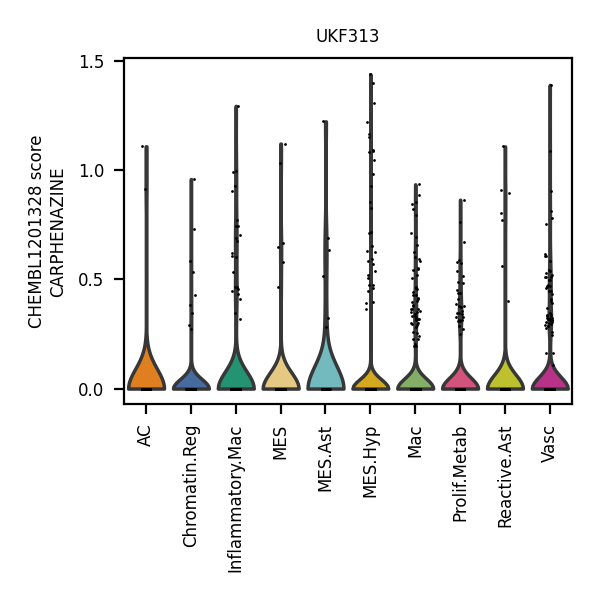 UKF313
CHEMBL1201328 score
CARPHENAZINE
1.5
1.0
0.5
0.0
AC
Chromatin.Reg
Inflammatory.Mac
MES
MES.Ast
MES.Hyp
Mac
Prolif.Metab
Reactive.Ast
Vasc